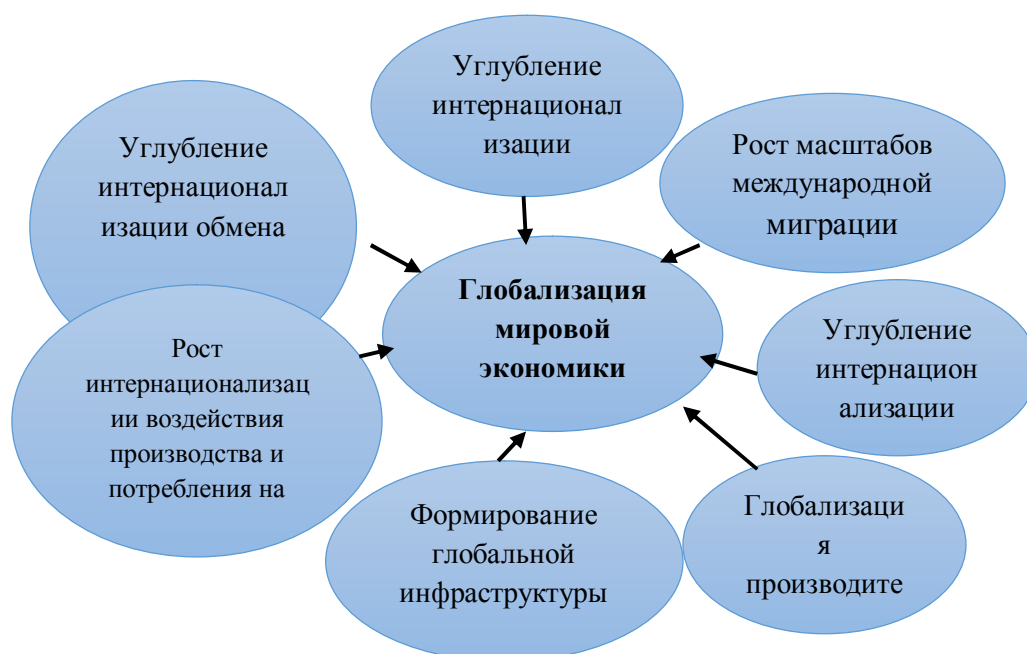 Углубление
интернационал
изации
Углубление
интернационал
изации обмена
Рост масштабов
международной
миграции
Глобализация
мировой
экономики
Углубление
интернацион
ализации
Рост
интернационализац
ии воздействия
производства и
потребления на
Формирование
глобальной
инфраструктуры
Глобализаци
я
производите